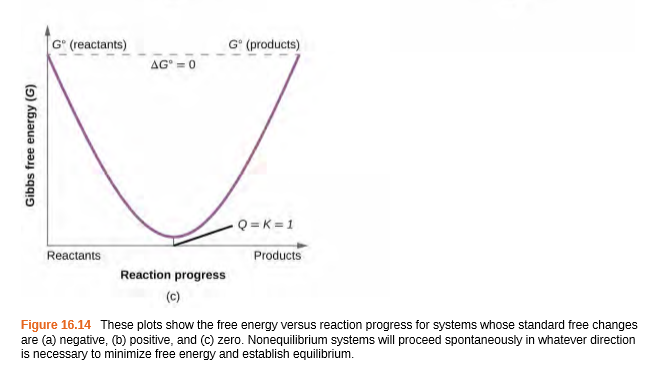 G° (reactants) G° (products)
ΔG° = 0
Gibbs free energy (G)
Q = K = 1
Reactants Products
Reaction progress
(c)
Figure 16.14 These plots show the free energy versus reaction progress for systems whose standard free changes
are (a) negative, (b) positive, and (c) zero. Nonequilibrium systems will proceed spontaneously in whatever direction
is necessary to minimize free energy and establish equilibrium.